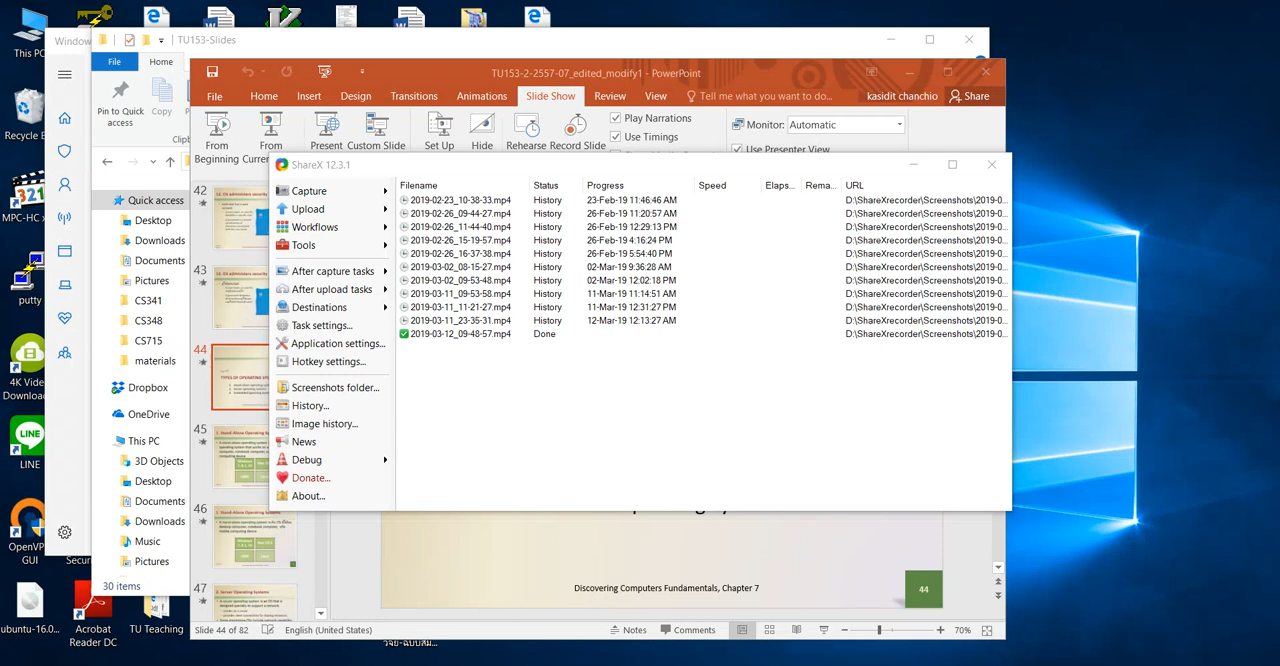 This PC
Recycle
MPC-HC
putty
4K Video
LINE
OpenVP
GUI
ubuntu-16.0...
Acrobat
Reader DC
TU Teaching
Window
TU153-Slides
File
Home
Pin to Quick
access
Copy
Quick access
Desktop
Downloads
Documents
Pictures
CS341
CS348
CS715
materials
Dropbox
OneDrive
This PC
3D Objects
Desktop
Documents
Downloads
Music
Pictures
30 items
TU153-2-2557-07_edited_modify1 - PowerPoint
File
Home
Insert
Design
Transitions
Animations
Slide Show
Review
View
Tell me what you want to do...
kasidit chanchio
Share
From
Beginning
From
Present
Custom Slide
Set Up
Hide
Rehearse
Record Slide
Play Narrations
Use Timings
Monitor:
Automatic
Use Presenter View
42
43
44
45
46
47
ShareX 12.3.1
Capture
Upload
Workflows
Tools
After capture tasks
After upload tasks
Destinations
Task settings...
Application settings...
Hotkey settings...
Screenshots folder...
History...
Image history...
News
Debug
Donate...
About...
Filename Status Progress Speed Elaps... Rema... URL
2019-02-23_10-38-33.mp4 History 23-Feb-19 11:46:46 AM D:\ShareXrecorder\Screenshots\2019-0...
2019-02-26_09-44-27.mp4 History 26-Feb-19 11:20:57 AM D:\ShareXrecorder\Screenshots\2019-0...
2019-02-26_11-44-40.mp4 History 26-Feb-19 12:29:13 PM D:\ShareXrecorder\Screenshots\2019-0...
2019-02-26_15-19-57.mp4 History 26-Feb-19 4:16:24 PM D:\ShareXrecorder\Screenshots\2019-0...
2019-02-26_16-37-38.mp4 History 26-Feb-19 5:54:40 PM D:\ShareXrecorder\Screenshots\2019-0...
2019-03-02_08-15-27.mp4 History 02-Mar-19 9:36:28 AM D:\ShareXrecorder\Screenshots\2019-0...
2019-03-02_09-53-48.mp4 History 02-Mar-19 12:02:18 PM D:\ShareXrecorder\Screenshots\2019-0...
2019-03-11_09-53-58.mp4 History 11-Mar-19 11:14:51 AM D:\ShareXrecorder\Screenshots\2019-0...
2019-03-11_11-21-27.mp4 History 11-Mar-19 12:31:27 PM D:\ShareXrecorder\Screenshots\2019-0...
2019-03-11_23-35-31.mp4 History 12-Mar-19 12:13:27 AM D:\ShareXrecorder\Screenshots\2019-0...
2019-03-12_09-48-57.mp4 Done D:\ShareXrecorder\Screenshots\2019-0...
Discovering Computers Fundamentals, Chapter 7
44
Slide 44 of 82
English (United States)
Notes
Comments
70%